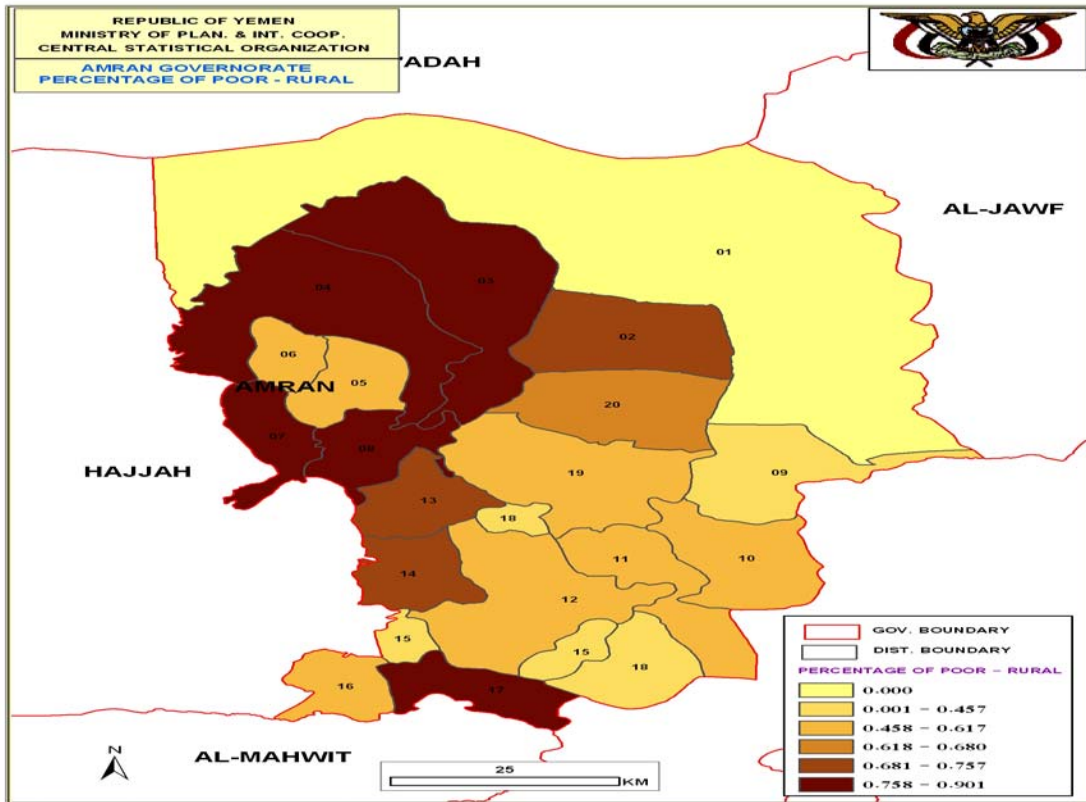 REPUBLIC OF YEMEN
MINISTRY OF PLAN. & INT. COOP.
CENTRAL STATISTICAL ORGANIZATION
AMRAN GOVERNORATE
PERCENTAGE OF POOR - RURAL
'ADAH
AL-JAWF
01
03
04
02
06
05
AMRAN
20
07
08
HAJJAH
19
09
13
18
11
10
14
12
15
15
18
16
17
AL-MAHWIT
N
25
KM
GOV. BOUNDARY
DIST. BOUNDARY
PERCENTAGE OF POOR - RURAL
0.000
0.001 - 0.457
0.458 - 0.617
0.618 - 0.680
0.681 - 0.757
0.758 - 0.901